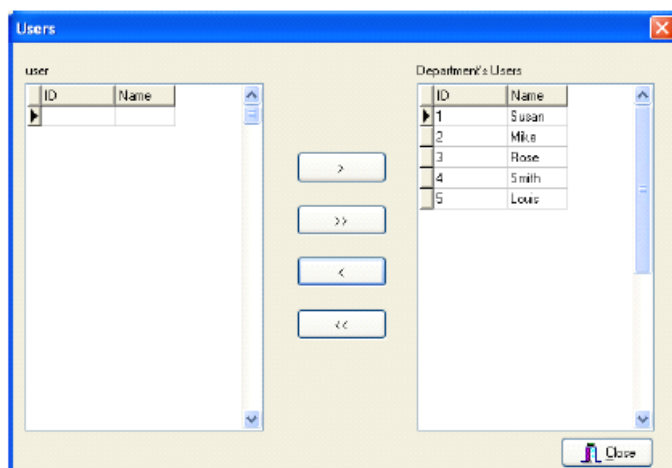 Users
user
Department's Users
ID Name
ID Name
1 Susan
2 Mike
3 Rose
4 Smith
5 Louis
>
>>
<
<<
Close